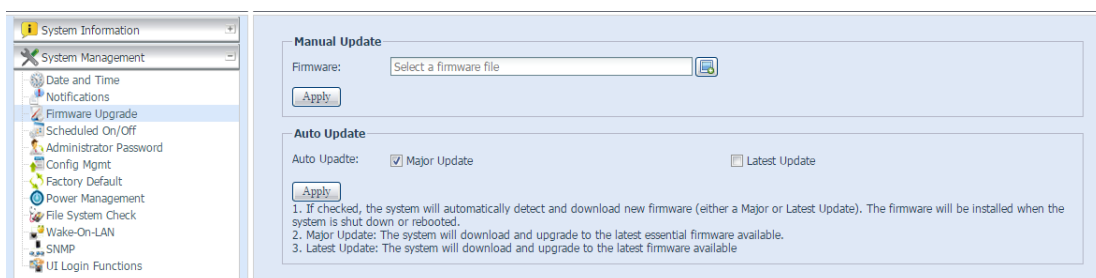 System Information
System Management
Date and Time
Notifications
Firmware Upgrade
Scheduled On/Off
Administrator Password
Config Mgmt
Factory Default
Power Management
File System Check
Wake-On-LAN
SNMP
UI Login Functions
Manual Update
Firmware: Select a firmware file
Apply
Auto Update
Auto Upadte: Major Update Latest Update
Apply
1. If checked, the system will automatically detect and download new firmware (either a Major or Latest Update). The firmware will be installed when the
system is shut down or rebooted.
2. Major Update: The system will download and upgrade to the latest essential firmware available.
3. Latest Update: The system will download and upgrade to the latest firmware available